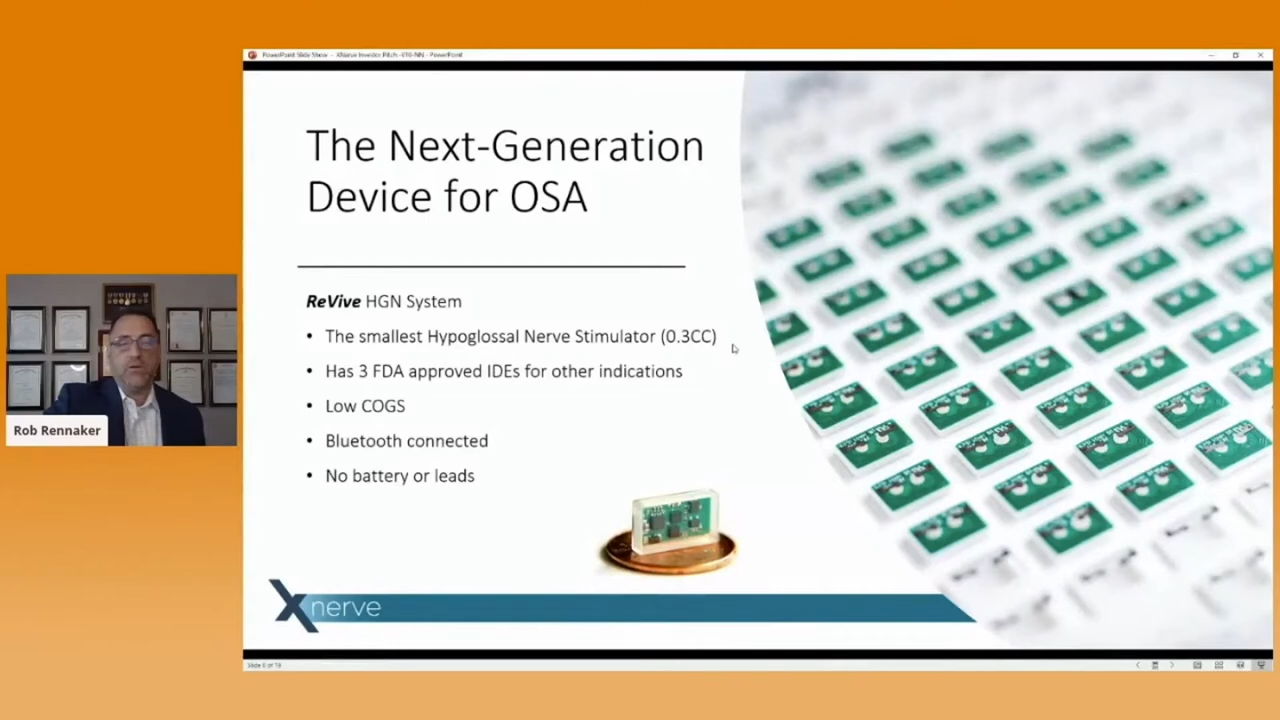 PowerPoint Slide Show - XNerve Investor Pitch -VTG-NN - PowerPoint
The Next-Generation
Device for OSA
ReVive HGN System
• The smallest Hypoglossal Nerve Stimulator (0.3CC)
• Has 3 FDA approved IDEs for other indications
• Low COGS
• Bluetooth connected
• No battery or leads
Rob Rennaker
Xnerve